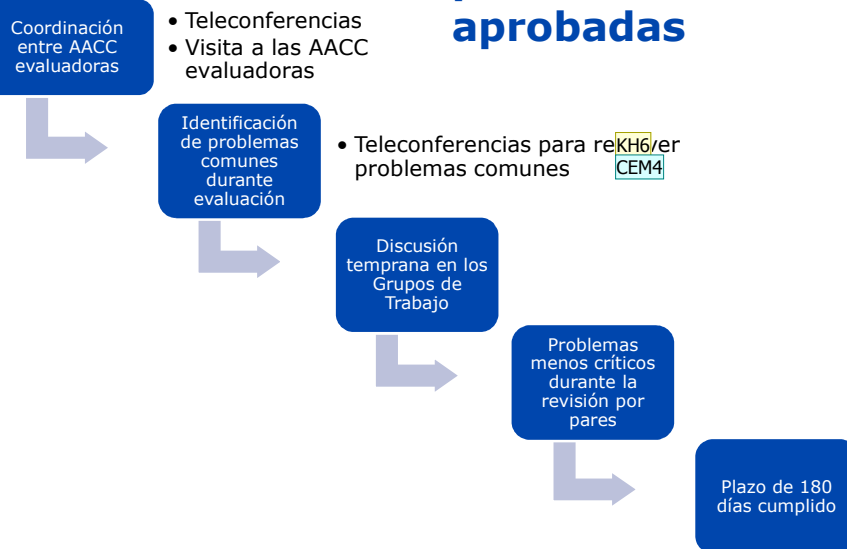 aprobadas
Coordinación
entre AACC
evaluadoras
• Teleconferencias
• Visita a las AACC
evaluadoras
Identificación
de problemas
comunes
durante
evaluación
• Teleconferencias para
problemas comunes
KH6
CEM4
Discusión
temprana en los
Grupos de
Trabajo
Problemas
menos críticos
durante la
revisión por
pares
Plazo de 180
días cumplido